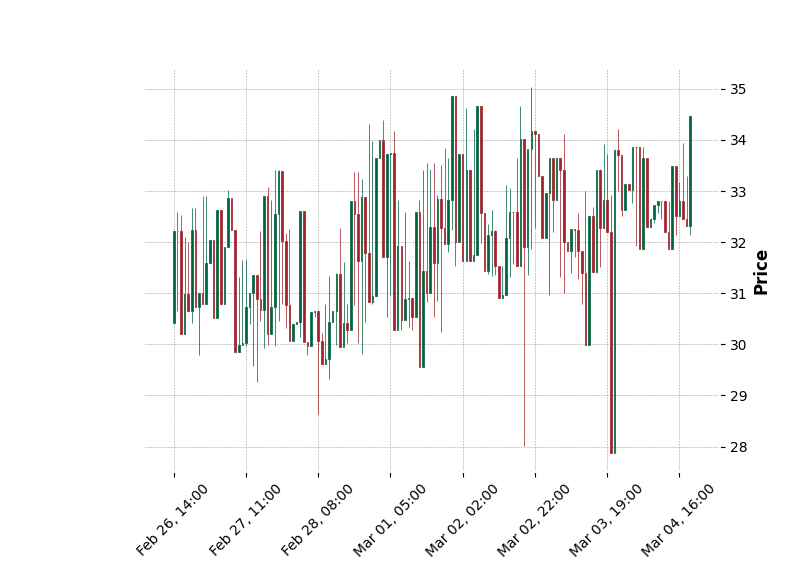 35
34
33
32
31
30
29
28
Price
Feb 26, 14:00
Feb 27, 11:00
Feb 28, 08:00
Mar 01, 05:00
Mar 02, 02:00
Mar 02, 22:00
Mar 03, 19:00
Mar 04, 16:00